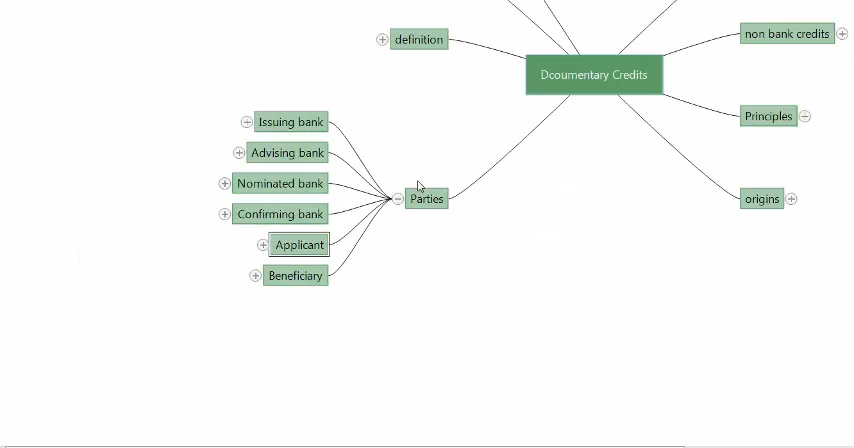 definition
Dcoumentary Credits
non bank credits
Principles
origins
Parties
Issuing bank
Advising bank
Nominated bank
Confirming bank
Applicant
Beneficiary